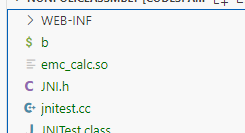 WEB-INF
b
emc_calc.so
JNI.h
jnitest.cc
JNITest.class